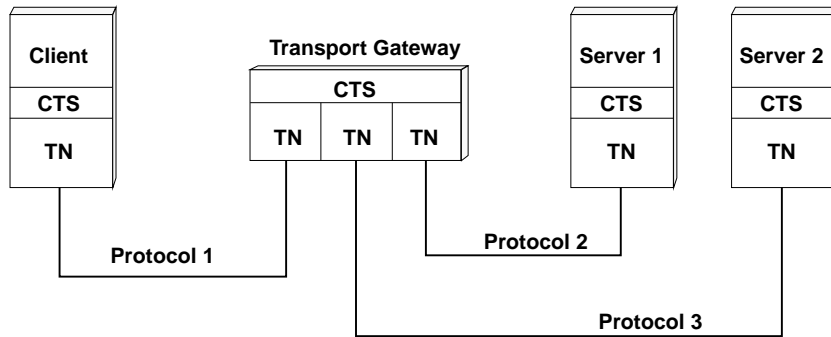 Client
CTS
TN
Transport Gateway
CTS
TN TN TN
Server 1
CTS
TN
Server 2
CTS
TN
Protocol 1
Protocol 2
Protocol 3